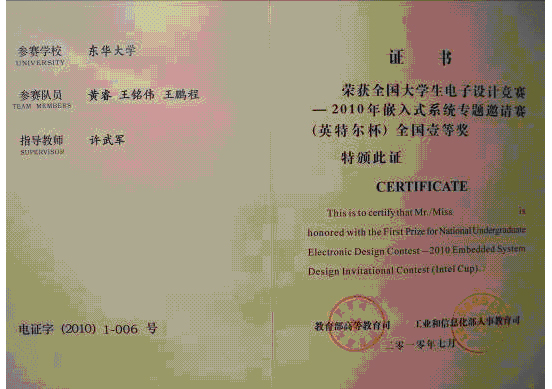 参赛学校 东华大学
UNIVERSITY
参赛队员 黄睿 王铭伟 王鹏程
TEAM MEMBERS
指导教师 许武军
SUPERVISOR
电证字 (2010) 1-006 号
证 书
荣获全国大学生电子设计竞赛
—2010年嵌入式系统专题邀请赛
(英特尔杯) 全国壹等奖
特颁此证
CERTIFICATE
This is to certify that Mr./Miss is
honored with the First Prize for National Undergraduate
Electronic Design Contest—2010 Embedded System
Design Invitational Contest (Intel Cup).
教育部高等教育司 工业和信息化部人事教育司
二零一零年七月